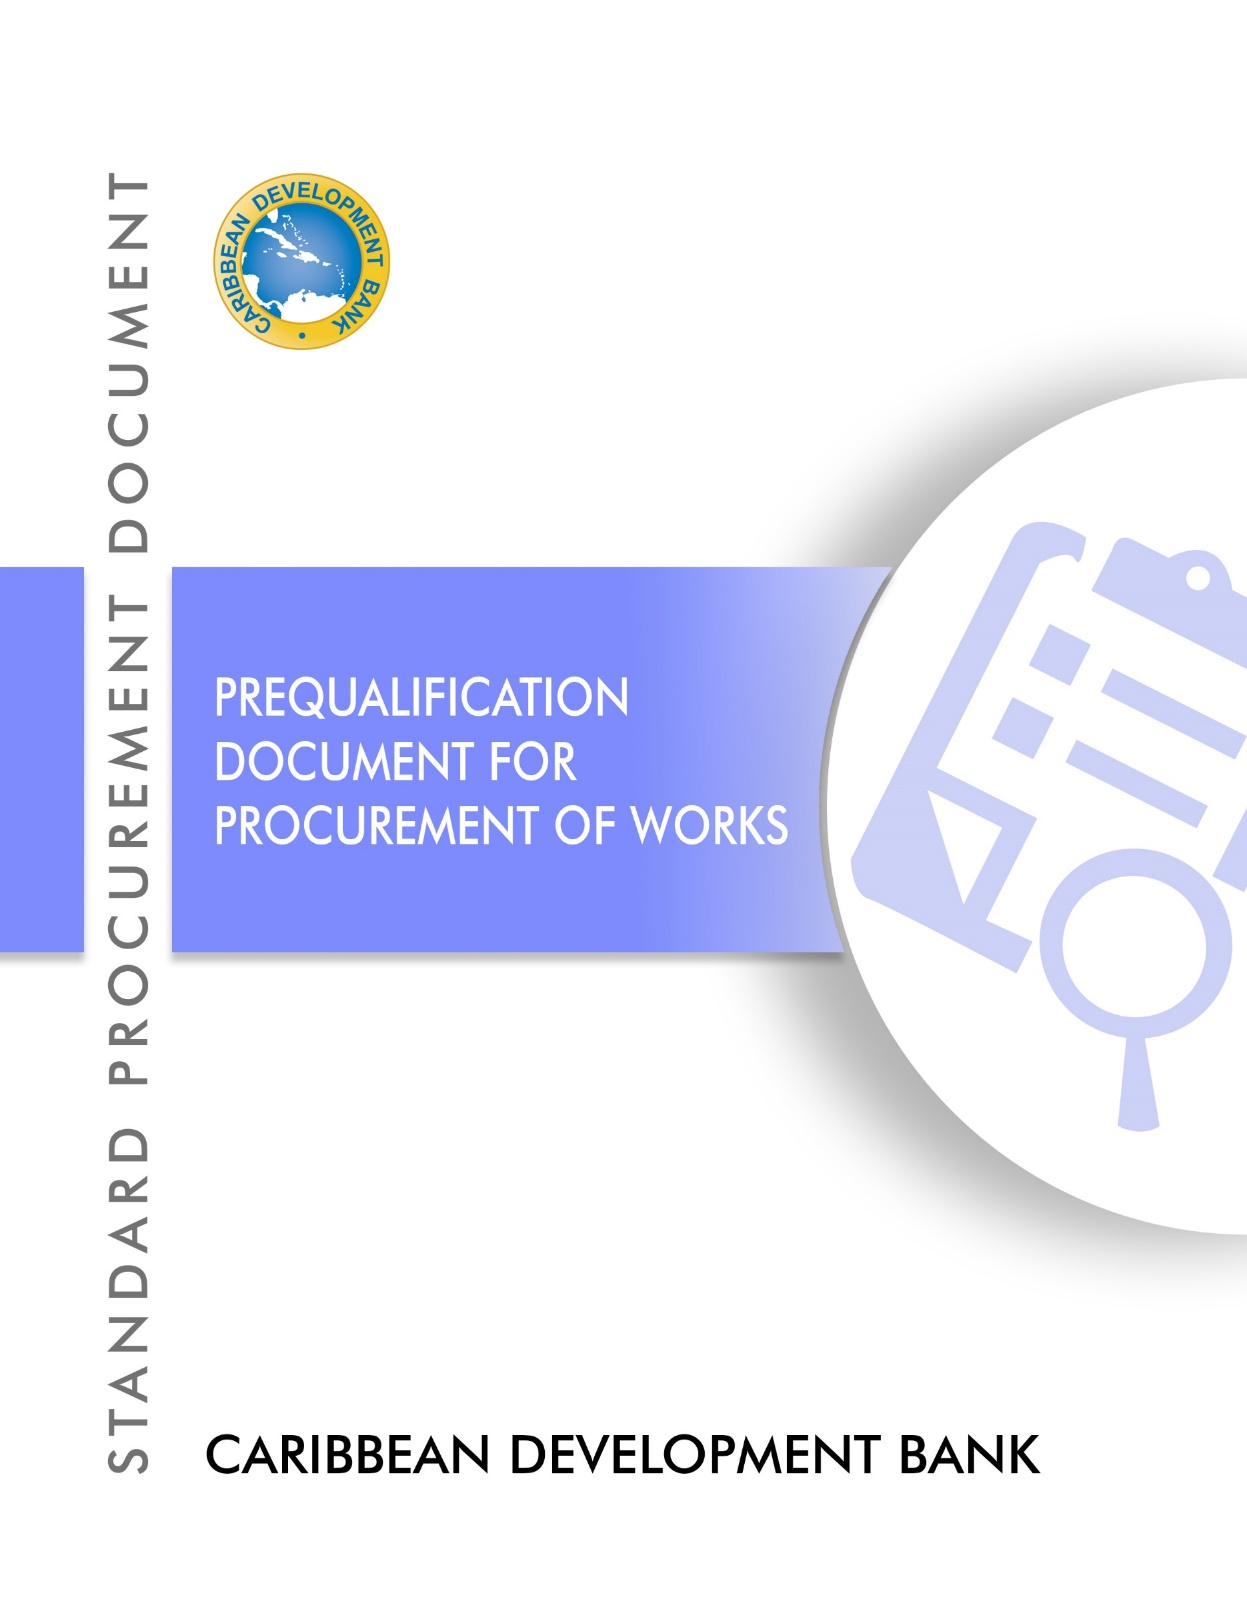 STANDARD PROCUREMENT DOCUMENT
CARIBBEAN DEVELOPMENT BANK
PREQUALIFICATION
DOCUMENT FOR
PROCUREMENT OF WORKS
CARIBBEAN DEVELOPMENT BANK